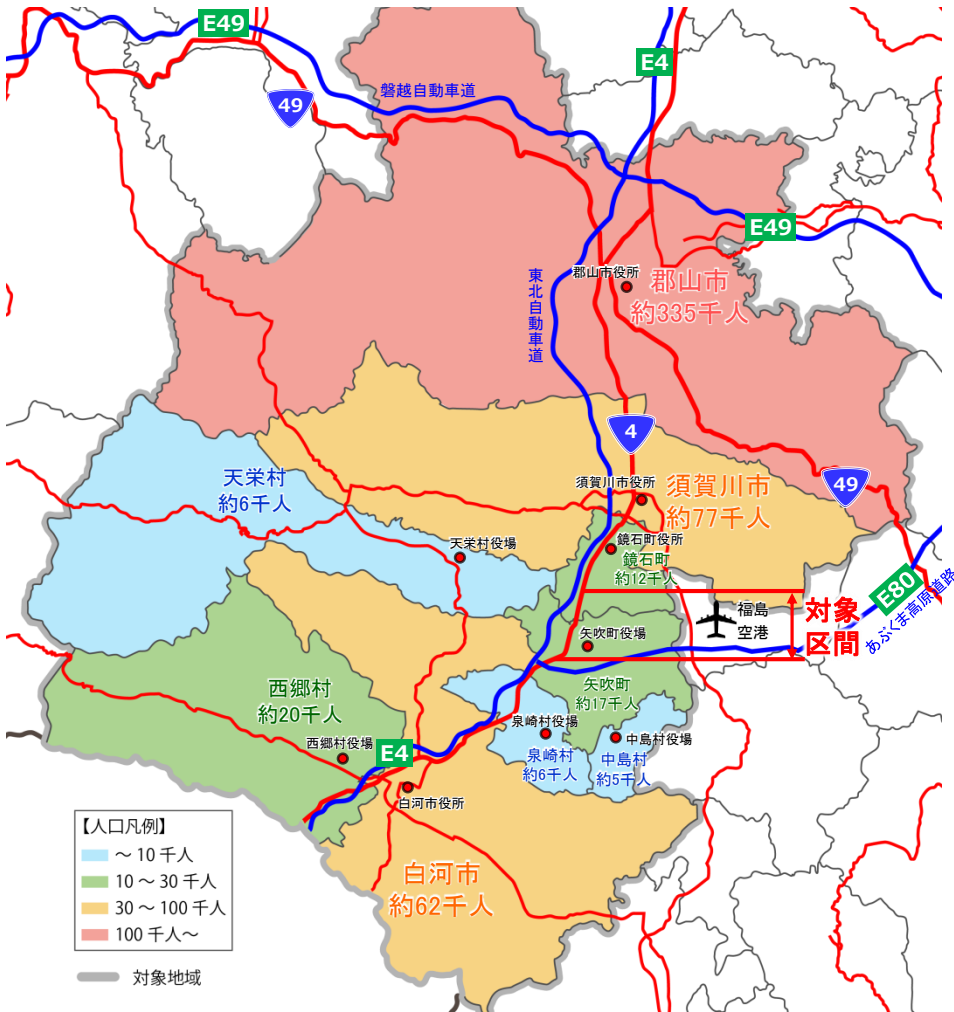 E49
E4
49
磐越自動車道
E49
東北自動車道
郡山市役所
郡山市
約335千人
4
49
天栄村
約6千人
須賀川市役所
須賀川市
約77千人
天栄村役場
鏡石町役所
鏡石町
約12千人
E80
あぶくま高原道路
福島
空港
対象
区間
矢吹町役場
矢吹町
約17千人
西郷村
約20千人
西郷村役場
E4
泉崎村役場
泉崎村
約6千人
中島村役場
中島村
約5千人
白河市役所
白河市
約62千人
【人口凡例】
～10千人
10～30千人
30～100千人
100千人～
対象地域